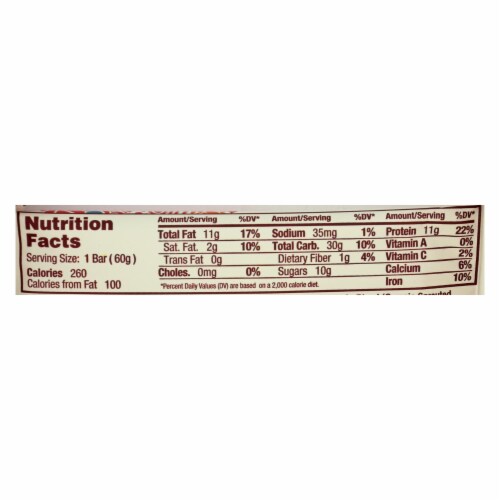 Nutrition
Facts
Serving Size: 1 Bar ( 60g )
Calories 260
Calories from Fat 100
Amount/Serving %DV*
Total Fat 11g 17%
Sat. Fat. 2g 10%
Trans Fat 0g
Choles. 0mg 0%
Amount/Serving %DV*
Sodium 35mg 1%
Total Carb. 30g 10%
Dietary Fiber 1g 4%
Sugars 10g
Amount/Serving %DV*
Protein 11g 22%
Vitamin A 0%
Vitamin C 2%
Calcium 6%
Iron 10%
*Percent Daily Values (DV) are based on a 2,000 calorie diet.